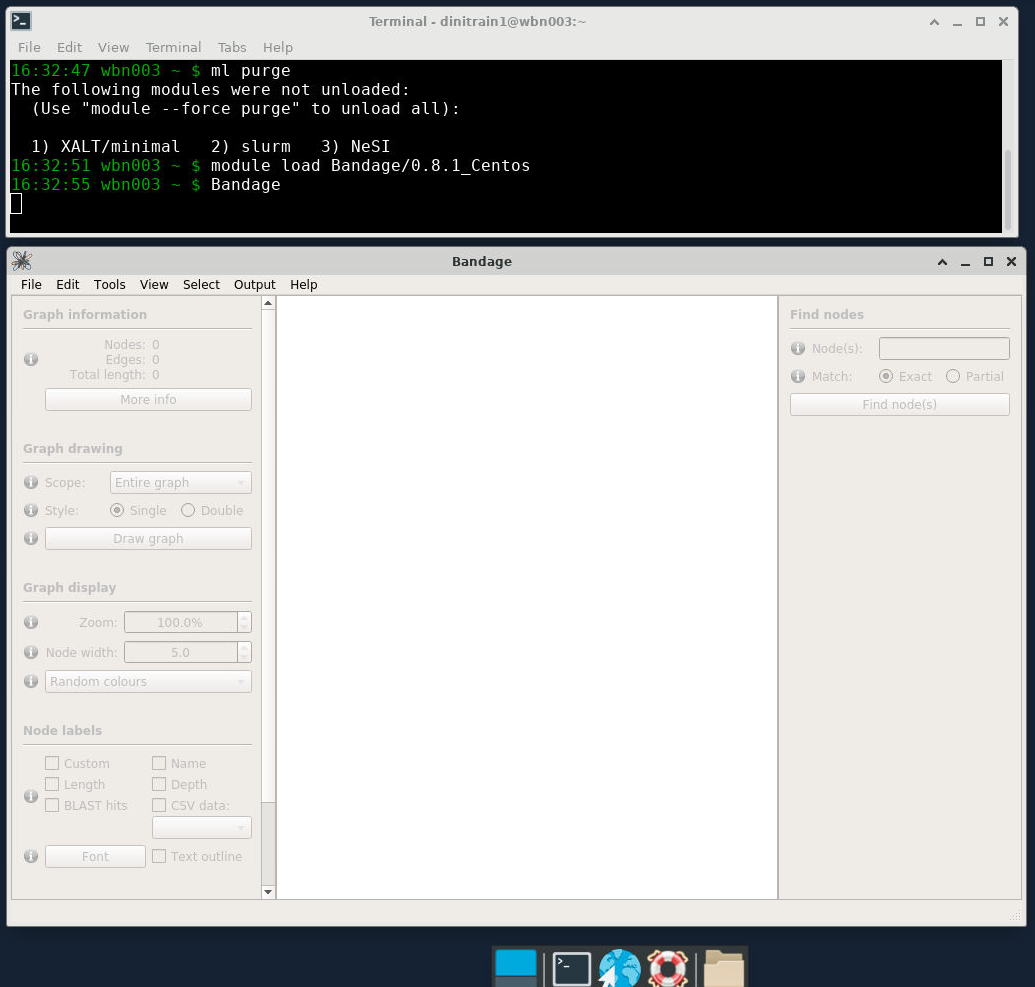 Terminal - dinitrain1@wbn003:~
File Edit View Terminal Tabs Help
16:32:47 wbn003 ~ $ ml purge
The following modules were not unloaded:
(Use "module --force purge" to unload all):
1) XALT/minimal 2) slurm 3) NeSI
16:32:51 wbn003 ~ $ module load Bandage/0.8.1_Centos
16:32:55 wbn003 ~ $ Bandage
Bandage
File Edit Tools View Select Output Help
Graph information
Nodes: 0
Edges: 0
Total length: 0
More info
Graph drawing
Scope: Entire graph
Style: Single Double
Draw graph
Graph display
Zoom: 100.0%
Node width: 5.0
Random colours
Node labels
Custom Name
Length Depth
BLAST hits CSV data:
Font Text outline
Find nodes
Node(s):
Match: Exact Partial
Find node(s)